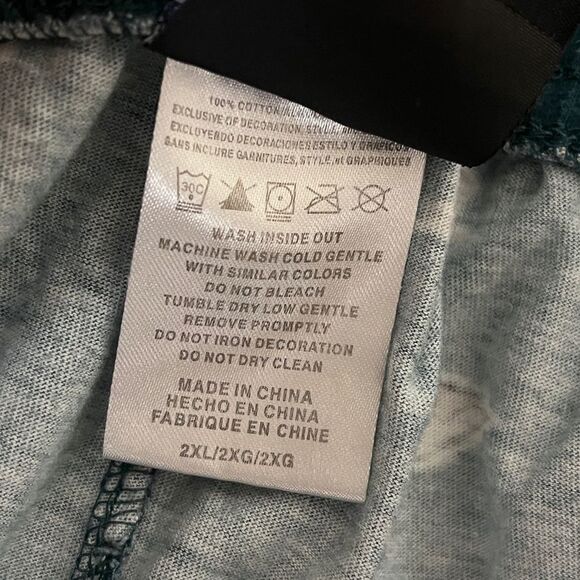 100% COTTON
EXCLUSIVE OF DECORATION, STYLE,
EXCLUYENDO DECORACIONES ESTILO Y GRAFICOS
SANS INCLURE GARNITURES, STYLE, et GRAPHIQUES
30C
WASH INSIDE OUT
MACHINE WASH COLD GENTLE
WITH SIMILAR COLORS
DO NOT BLEACH
TUMBLE DRY LOW GENTLE
REMOVE PROMPTLY
DO NOT IRON DECORATION
DO NOT DRY CLEAN
MADE IN CHINA
HECHO EN CHINA
FABRIQUE EN CHINE
2XL/2XG/2XG